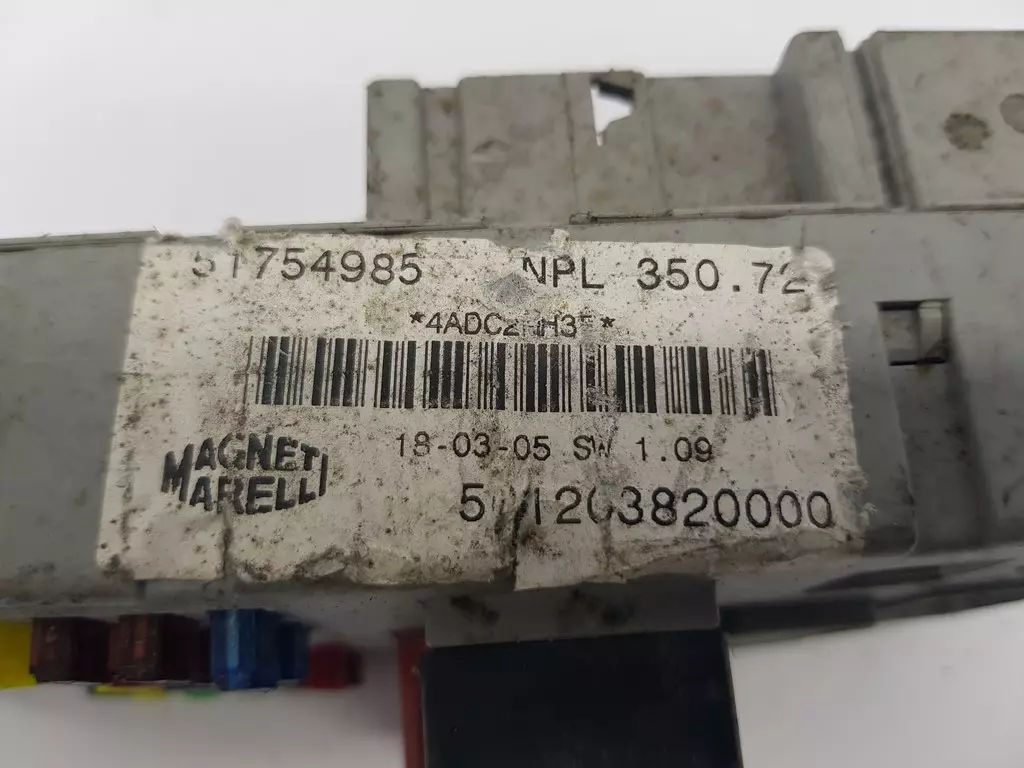 51754985 NPL 350.72
18-03-05 SW 1.09
MAGNETI
MARELLI